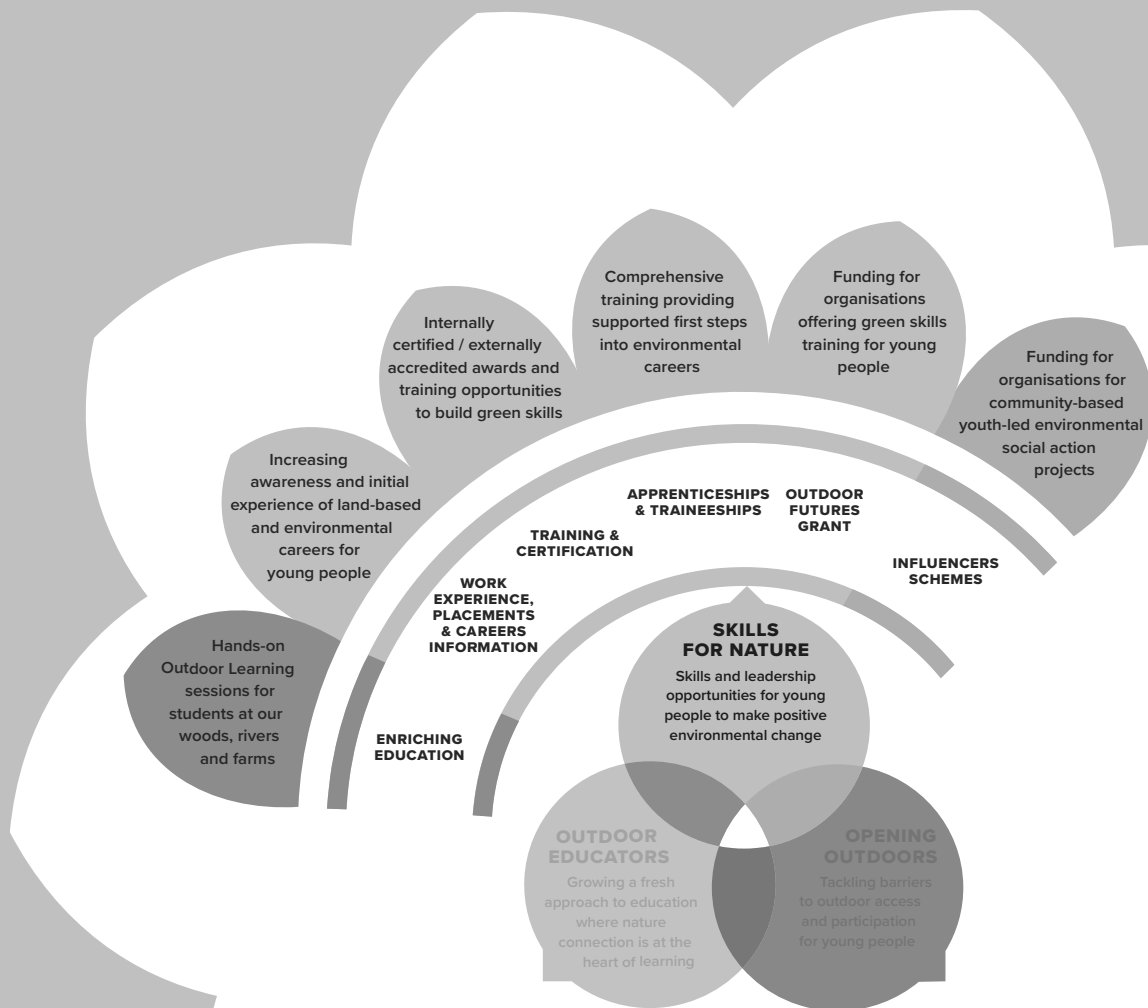 Comprehensive
training providing
supported first steps
into environmental
careers
Funding for
organisations
offering green skills
training for young
people
Internally
certified / externally
accredited awards and
training opportunities
to build green skills
Funding for
organisations for
community-based
youth-led environmental
social action
projects
Increasing
awareness and initial
experience of land-based
and environmental
careers for
young people
Hands-on
Outdoor Learning
sessions for
students at our
woods, rivers
and farms
APPRENTICESHIPS
& TRAINEESHIPS
OUTDOOR
FUTURES
GRANT
TRAINING &
CERTIFICATION
INFLUENCERS
SCHEMES
WORK
EXPERIENCE,
PLACEMENTS
& CAREERS
INFORMATION
ENRICHING
EDUCATION
SKILLS
FOR NATURE
Skills and leadership
opportunities for young
people to make positive
environmental change
OUTDOOR
EDUCATORS
Growing a fresh
approach to education
where nature
connection is at the
heart of learning
OPENING
OUTDOORS
Tackling barriers
to outdoor access
and participation
for young people